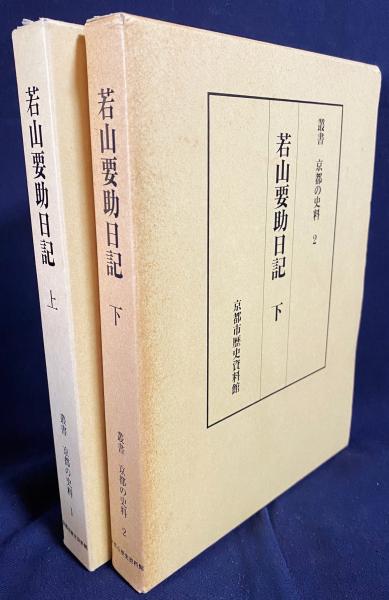 若山要助日記 上
叢書 京都の史料 1
若山要助日記 下
叢書 京都の史料 2
叢書 京都の史料 2
若山要助日記 下
京都市歴史資料館